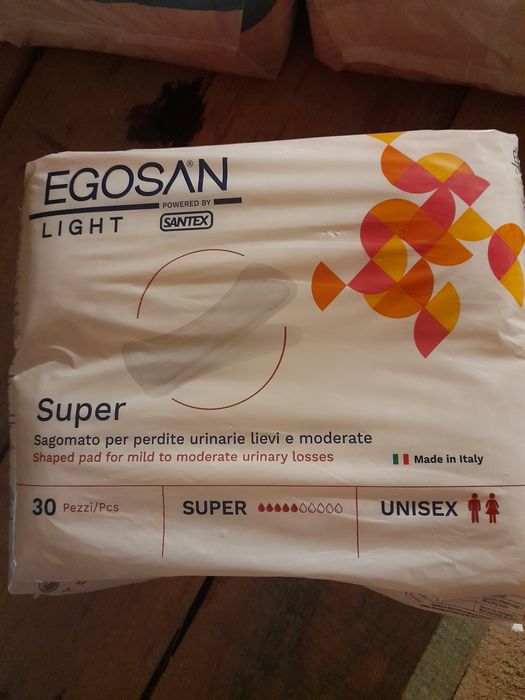 EGOSAN®
POWERED BY
LIGHT SANTEX
Super
Sagomato per perdite urinarie lievi e moderate
Shaped pad for mild to moderate urinary losses
Made in Italy
30 Pezzi/Pcs
SUPER
UNISEX